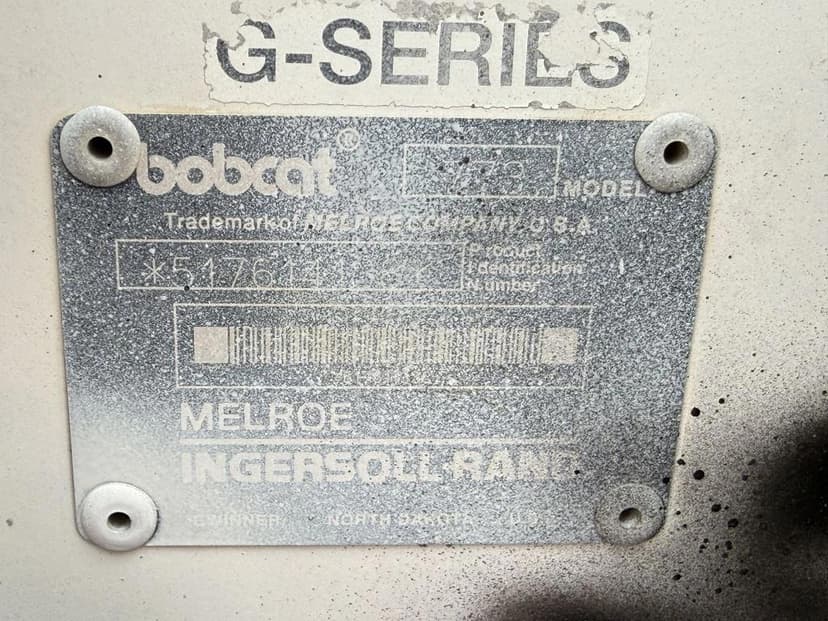 G-SERIES
bobcat® 773 MODEL
Trademark of MELROE COMPANY U.S.A
Product
Identification
Number
MELROE
INGERSOLL-RAND
GWINNER NORTH DAKOTA U.S.